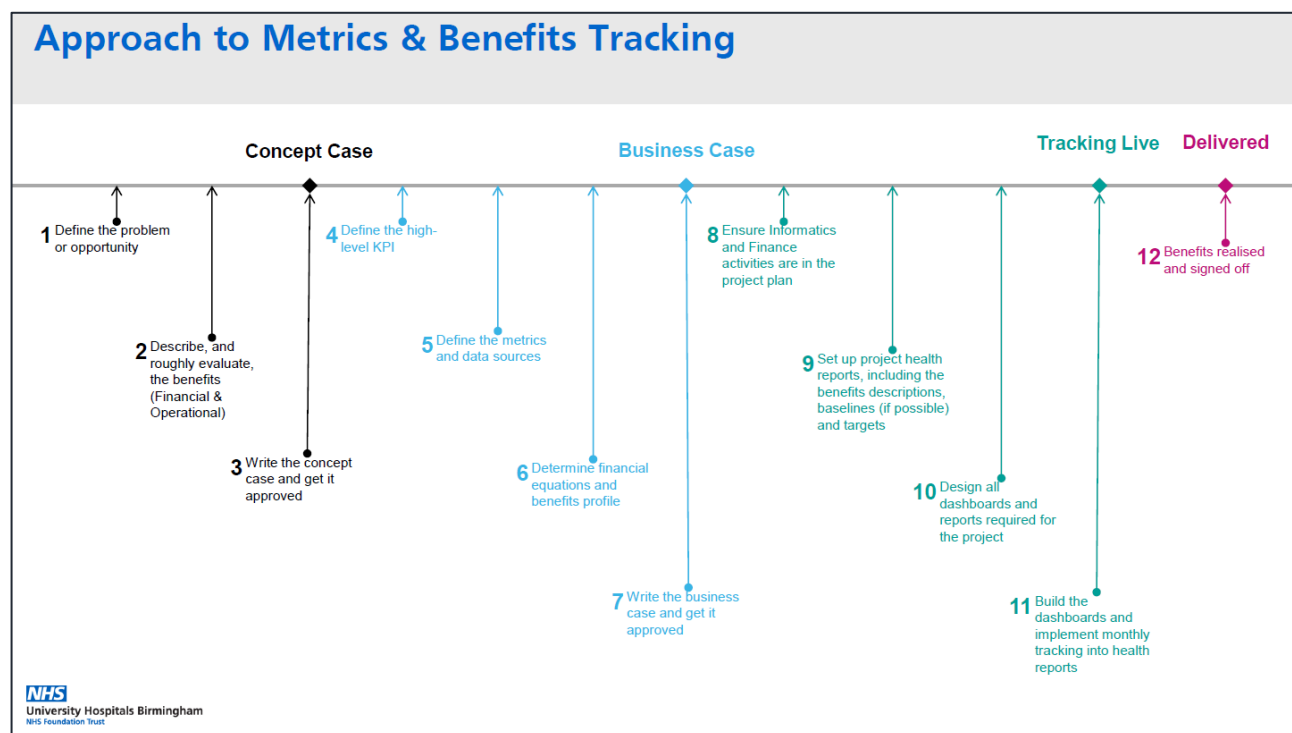 Approach to Metrics & Benefits Tracking
Concept Case
Business Case
Tracking Live
Delivered
1 Define the problem
or opportunity
2 Describe, and
roughly evaluate,
the benefits
(Financial &
Operational)
3 Write the concept
case and get it
approved
4 Define the high-
level KPI
5 Define the metrics
and data sources
6 Determine financial
equations and
benefits profile
7 Write the business
case and get it
approved
8 Ensure Informatics
and Finance
activities are in the
project plan
9 Set up project health
reports, including the
benefits descriptions,
baselines (if possible)
and targets
10 Design all
dashboards and
reports required for
the project
11 Build the
dashboards and
implement monthly
tracking into health
reports
12 Benefits realised
and signed off
NHS
University Hospitals Birmingham
NHS Foundation Trust